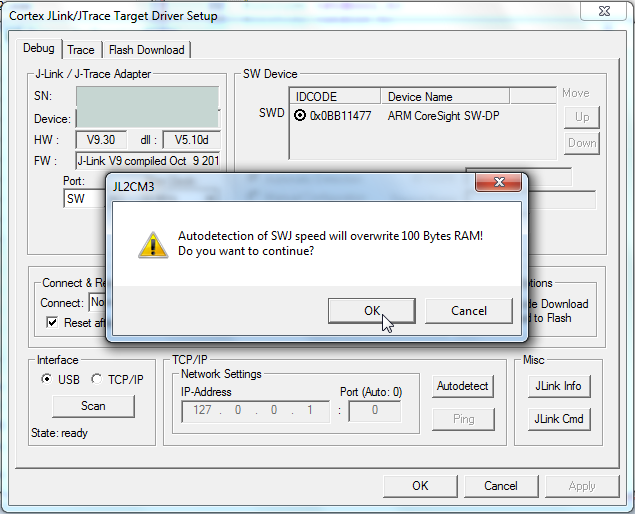 Cortex JLink/JTrace Target Driver Setup
Debug Trace Flash Download
J-Link / J-Trace Adapter
SN:
Device:
HW : V9.30 dll : V5.10d
FW : J-Link V9 compiled Oct 9 201
Port:
SW
SW Device
IDCODE Device Name Move
SWD 0x0BB11477 ARM CoreSight SW-DP Up
Down
JL2CM3
Autodetection of SWJ speed will overwrite 100 Bytes RAM!
Do you want to continue?
OK Cancel
Connect & Re
Connect: No
Reset aft
tions
de Download
d to Flash
Interface
USB TCP/IP
Scan
State: ready
TCP/IP
Network Settings
IP-Address Port (Auto: 0)
127 . 0 . 0 . 1 : 0
Autodetect
Ping
Misc
JLink Info
JLink Cmd
OK Cancel Apply